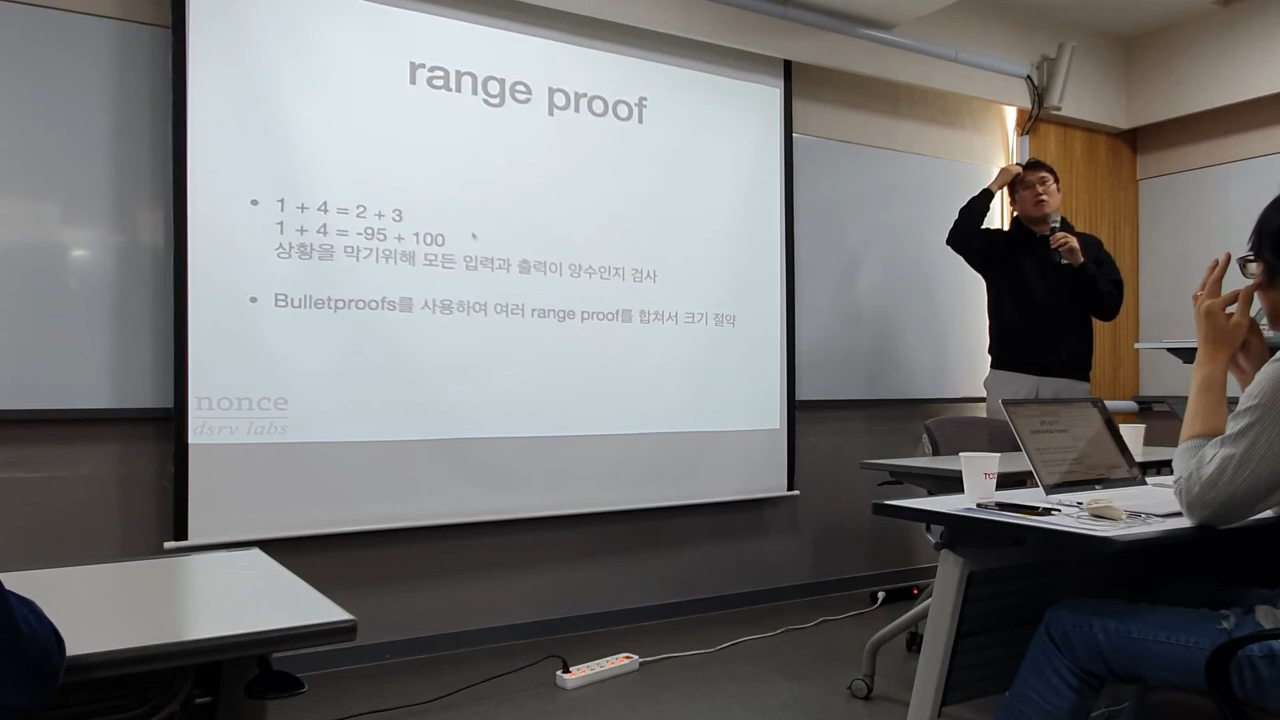 range proof
• 1 + 4 = 2 + 3
1 + 4 = -95 + 100
상황을 막기위해 모든 입력과 출력이 양수인지 검사
• Bulletproofs를 사용하여 여러 range proof를 합쳐서 크기 절약
nonce
dsrv labs